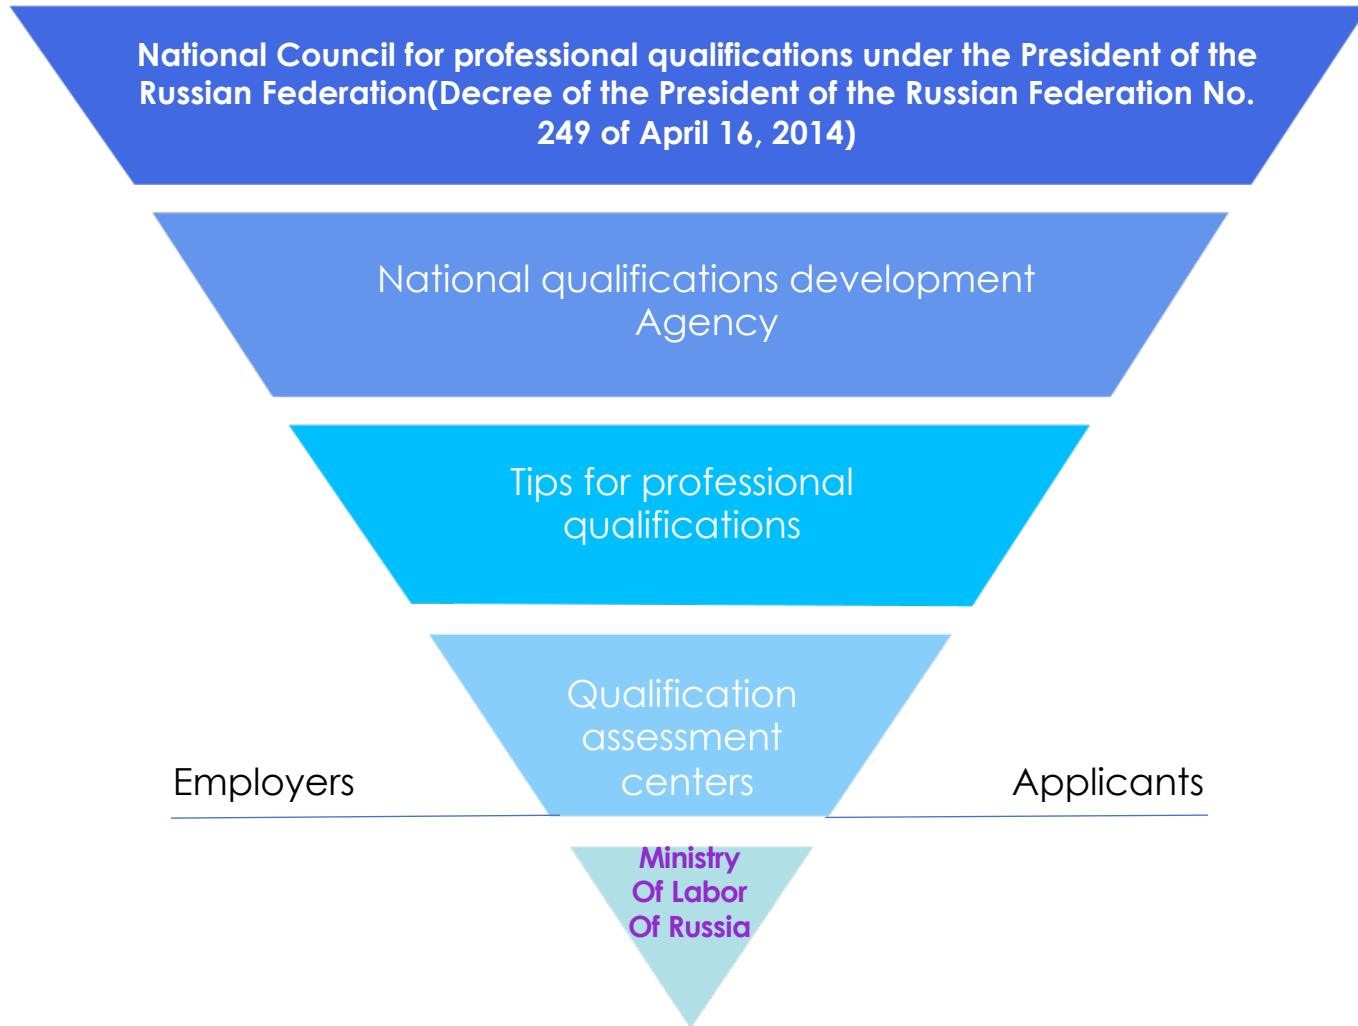 National Council for professional qualifications under the President of the
Russian Federation(Decree of the President of the Russian Federation No.
249 of April 16, 2014)
National qualifications development
Agency
Tips for professional
qualifications
Qualification
assessment
centers
Employers
Applicants
Ministry
Of Labor
Of Russia